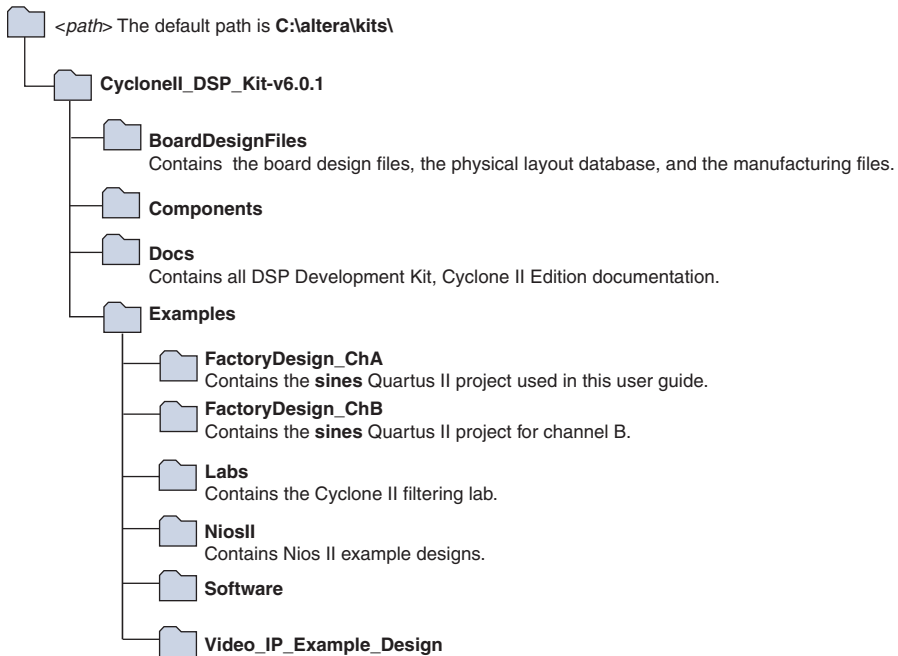 <path> The default path is C:\altera\kits\
CycloneII_DSP_Kit-v6.0.1
BoardDesignFiles
Contains the board design files, the physical layout database, and the manufacturing files.
Components
Docs
Contains all DSP Development Kit, Cyclone II Edition documentation.
Examples
FactoryDesign_ChA
Contains the sines Quartus II project used in this user guide.
FactoryDesign_ChB
Contains the sines Quartus II project for channel B.
Labs
Contains the Cyclone II filtering lab.
NiosII
Contains Nios II example designs.
Software
Video_IP_Example_Design